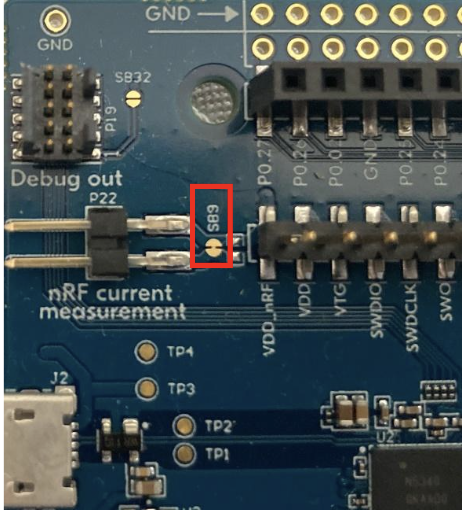 GND
GND
SB32
P19
P0.27
P0.26
P0.0
GND
P0.25
P0.24
Debug out
P22
SB9
nRF current
measurement
VDD_nRF
VDD
VTG
SWDIO
SWDCLK
SWO
TP4
J2
TP3
TP2
TP1
U2